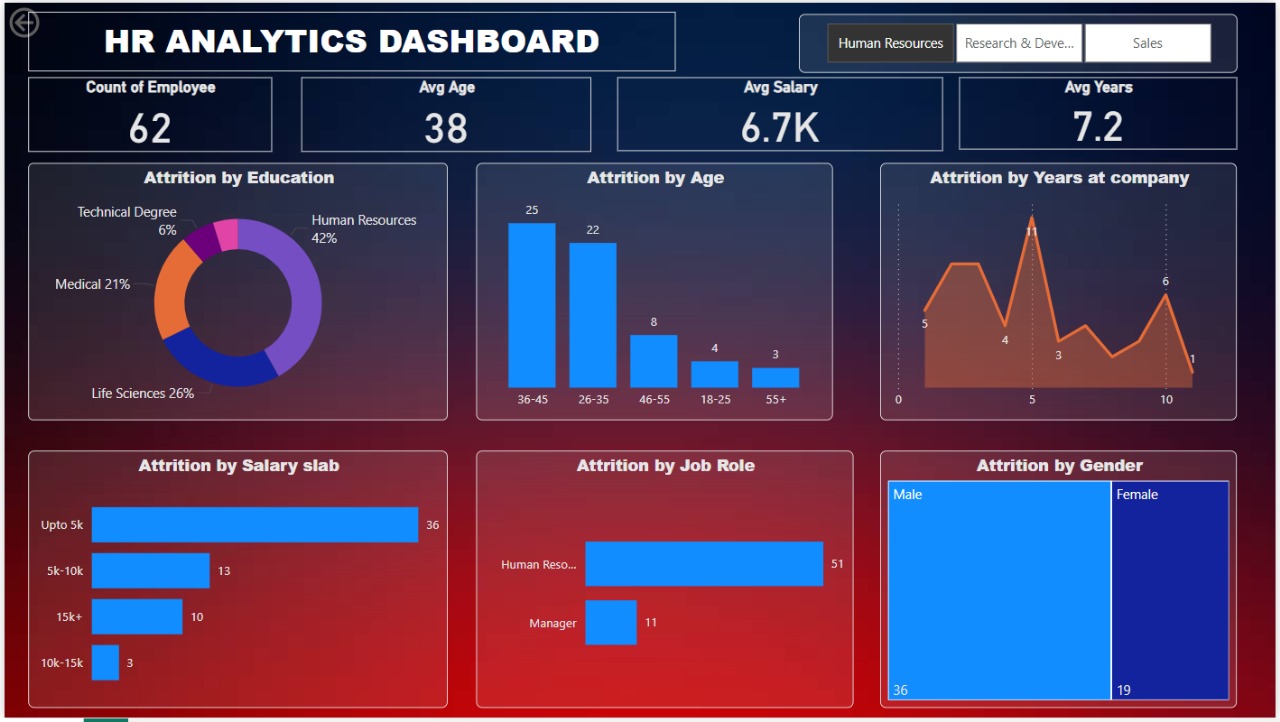 HR ANALYTICS DASHBOARD
Human Resources
Research & Deve...
Sales
Count of Employee
62
Avg Age
38
Avg Salary
6.7K
Avg Years
7.2
Attrition by Education
Technical Degree
6%
Human Resources
42%
Medical 21%
Life Sciences 26%
Attrition by Age
25
22
8
4
3
36-45
26-35
46-55
18-25
55+
Attrition by Years at company
11
6
5
4
3
1
0
5
10
Attrition by Salary slab
Upto 5k
36
5k-10k
13
15k+
10
10k-15k
3
Attrition by Job Role
Human Reso...
51
Manager
11
Attrition by Gender
Male
Female
36
19